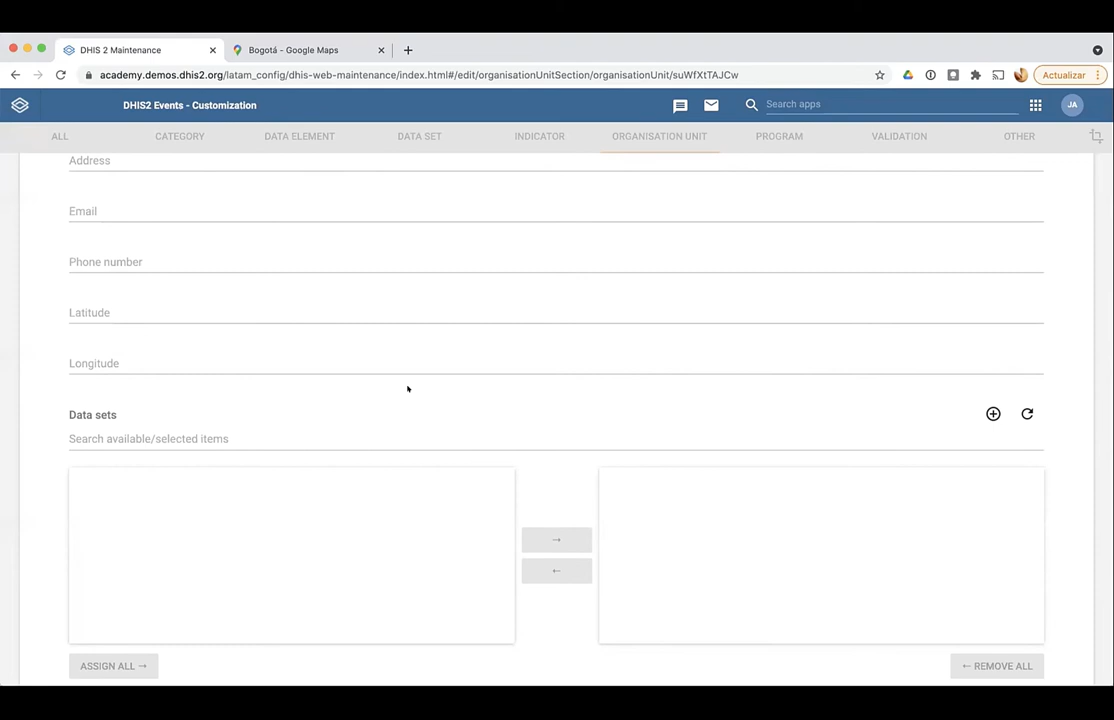 DHIS 2 Maintenance
Bogotá - Google Maps
academy.demos.dhis2.org/latam_config/dhis-web-maintenance/index.html#/edit/organisationUnitSection/organisationUnit/suWfXtTAJCw
Actualizar
DHIS2 Events - Customization
Search apps
JA
ALL
CATEGORY
DATA ELEMENT
DATA SET
INDICATOR
ORGANISATION UNIT
PROGRAM
VALIDATION
OTHER
Address
Email
Phone number
Latitude
Longitude
Data sets
Search available/selected items
→
←
ASSIGN ALL →
← REMOVE ALL